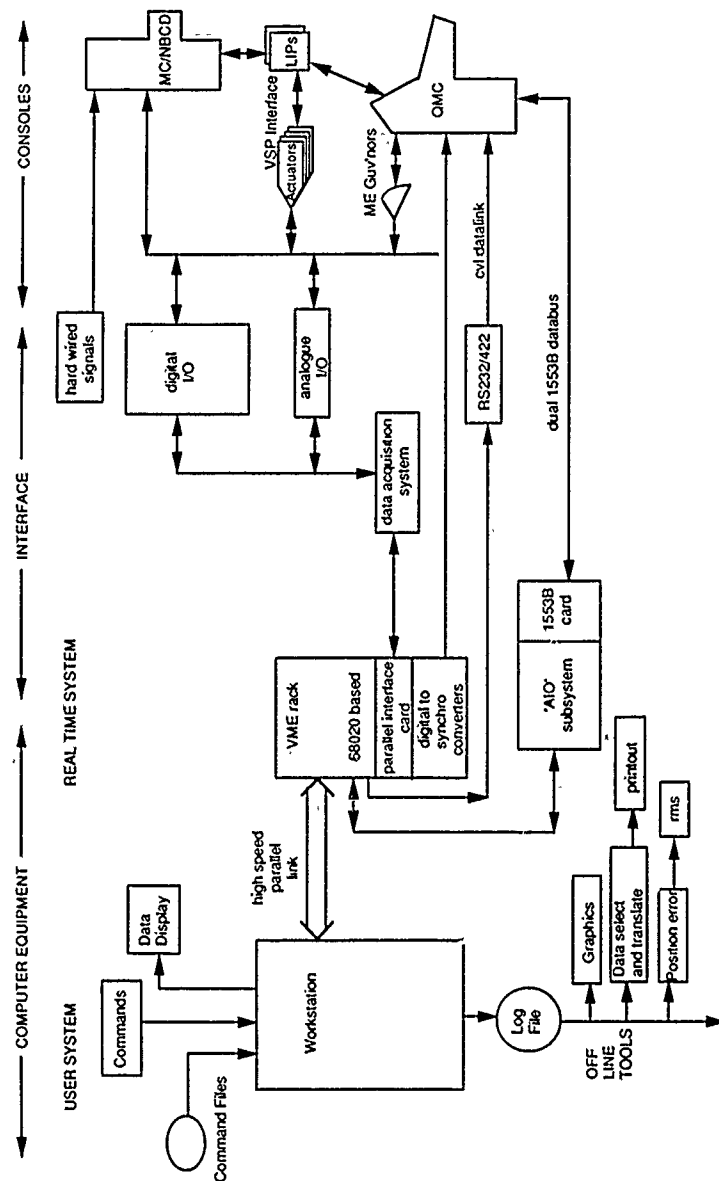 COMPUTER EQUIPMENT
INTERFACE
CONSOLES
USER SYSTEM
REAL TIME SYSTEM
Command Files
Commands
Data
Display
Workstation
high speed
parallel
link
Log
File
OFF
LINE
TOOLS
Graphics
Data select
and translate
printout
Position error
rms
VME rack
68020 based
parallel interface
card
digital to
synchro
converters
"AIO"
subsystem
1553B
card
hard wired
signals
digital
I/O
analogue
I/O
data acquisition
system
RS232/422
cvl datalink
dual 1553B databus
MC/NBCD
LIPs
VSP Interface
Actuators
ME Guv'nors
QMC